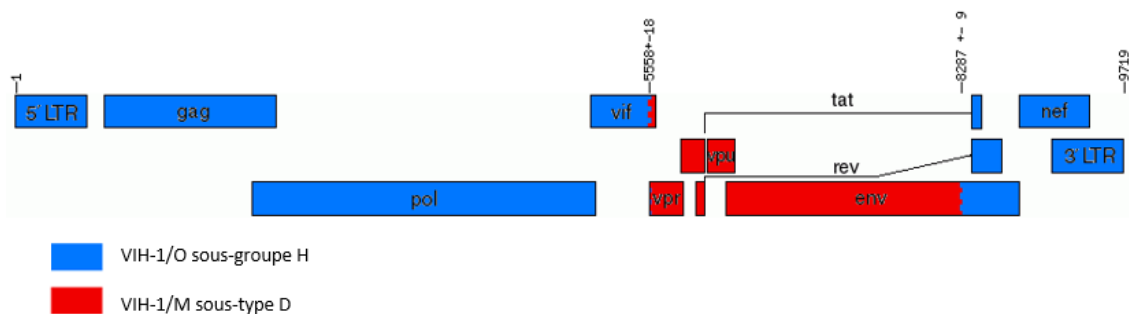 1
5558+-18
8287 +- 9
9719
5' LTR
gag
vif
tat
nef
vpu
rev
3' LTR
pol
vpr
env
VIH-1/O sous-groupe H
VIH-1/M sous-type D